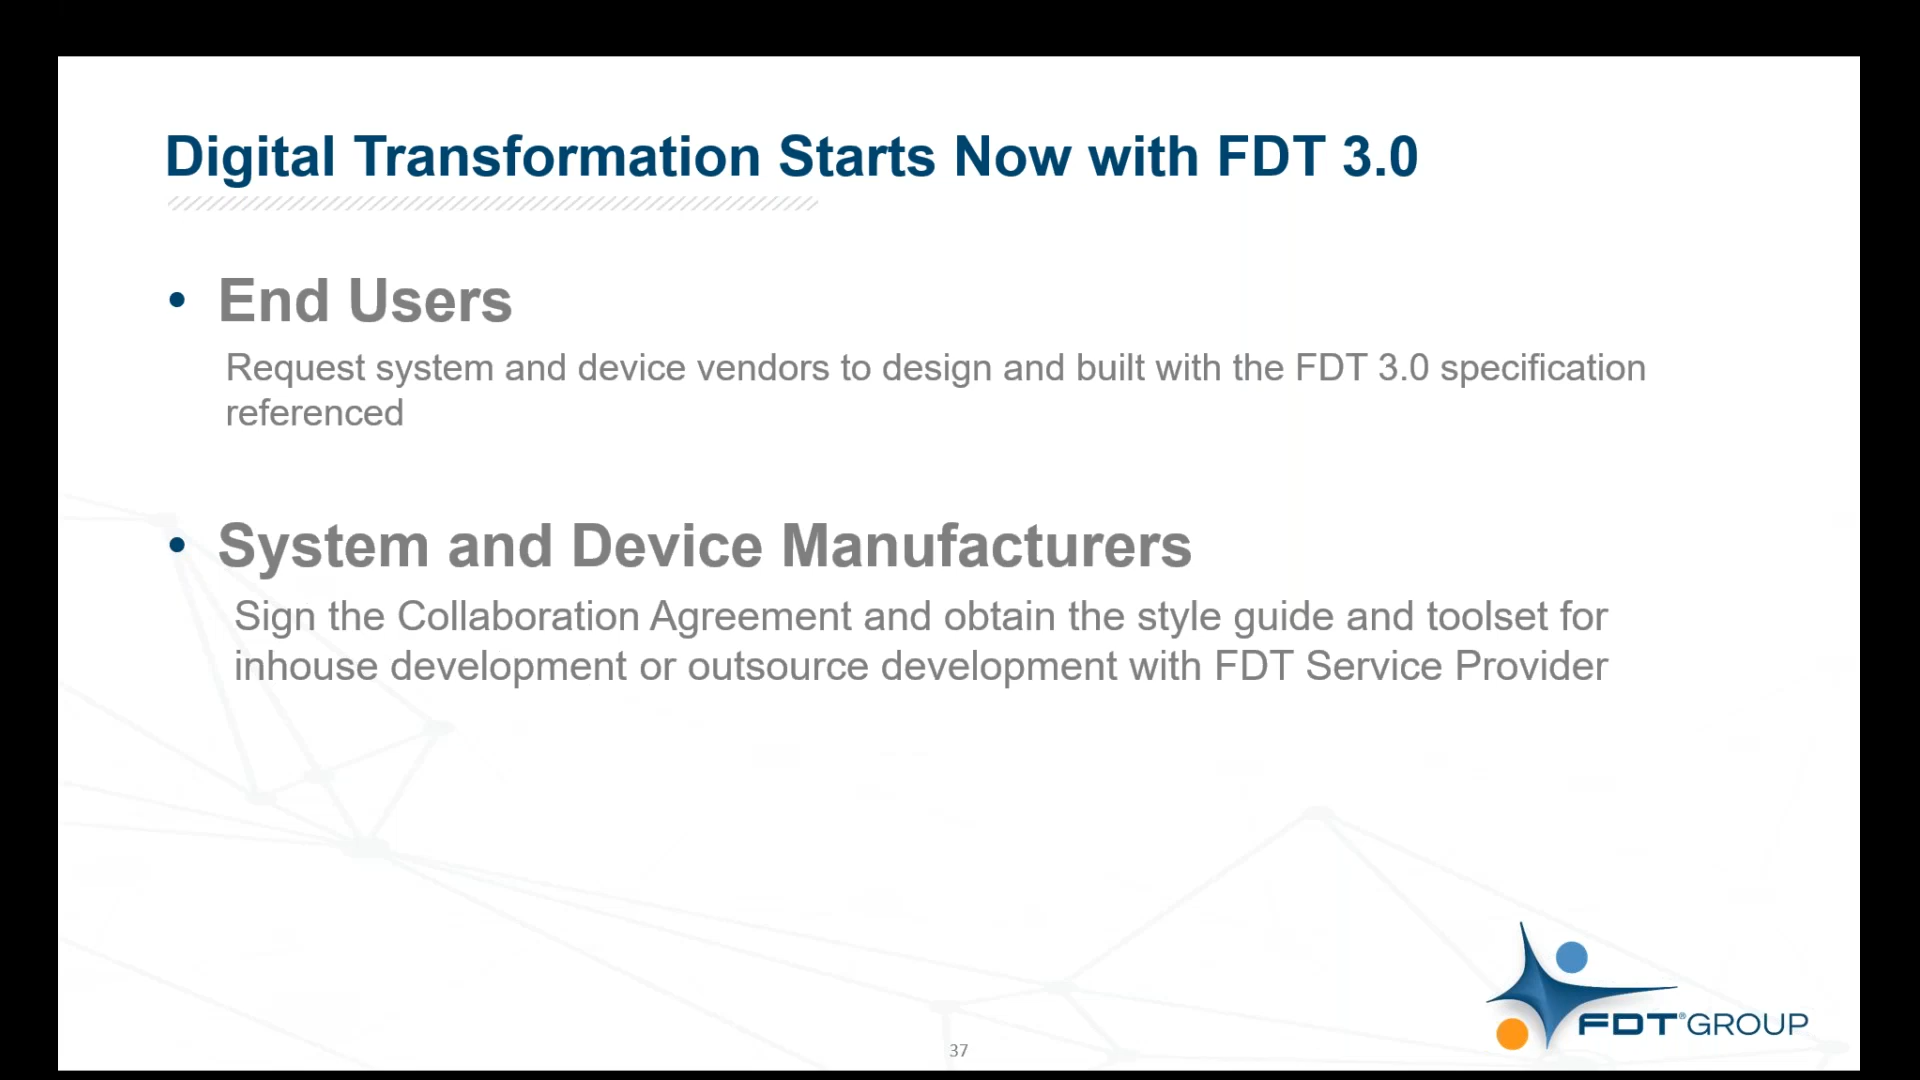 Digital Transformation Starts Now with FDT 3.0
• End Users
Request system and device vendors to design and built with the FDT 3.0 specification
referenced
• System and Device Manufacturers
Sign the Collaboration Agreement and obtain the style guide and toolset for
inhouse development or outsource development with FDT Service Provider
FDT®GROUP
37